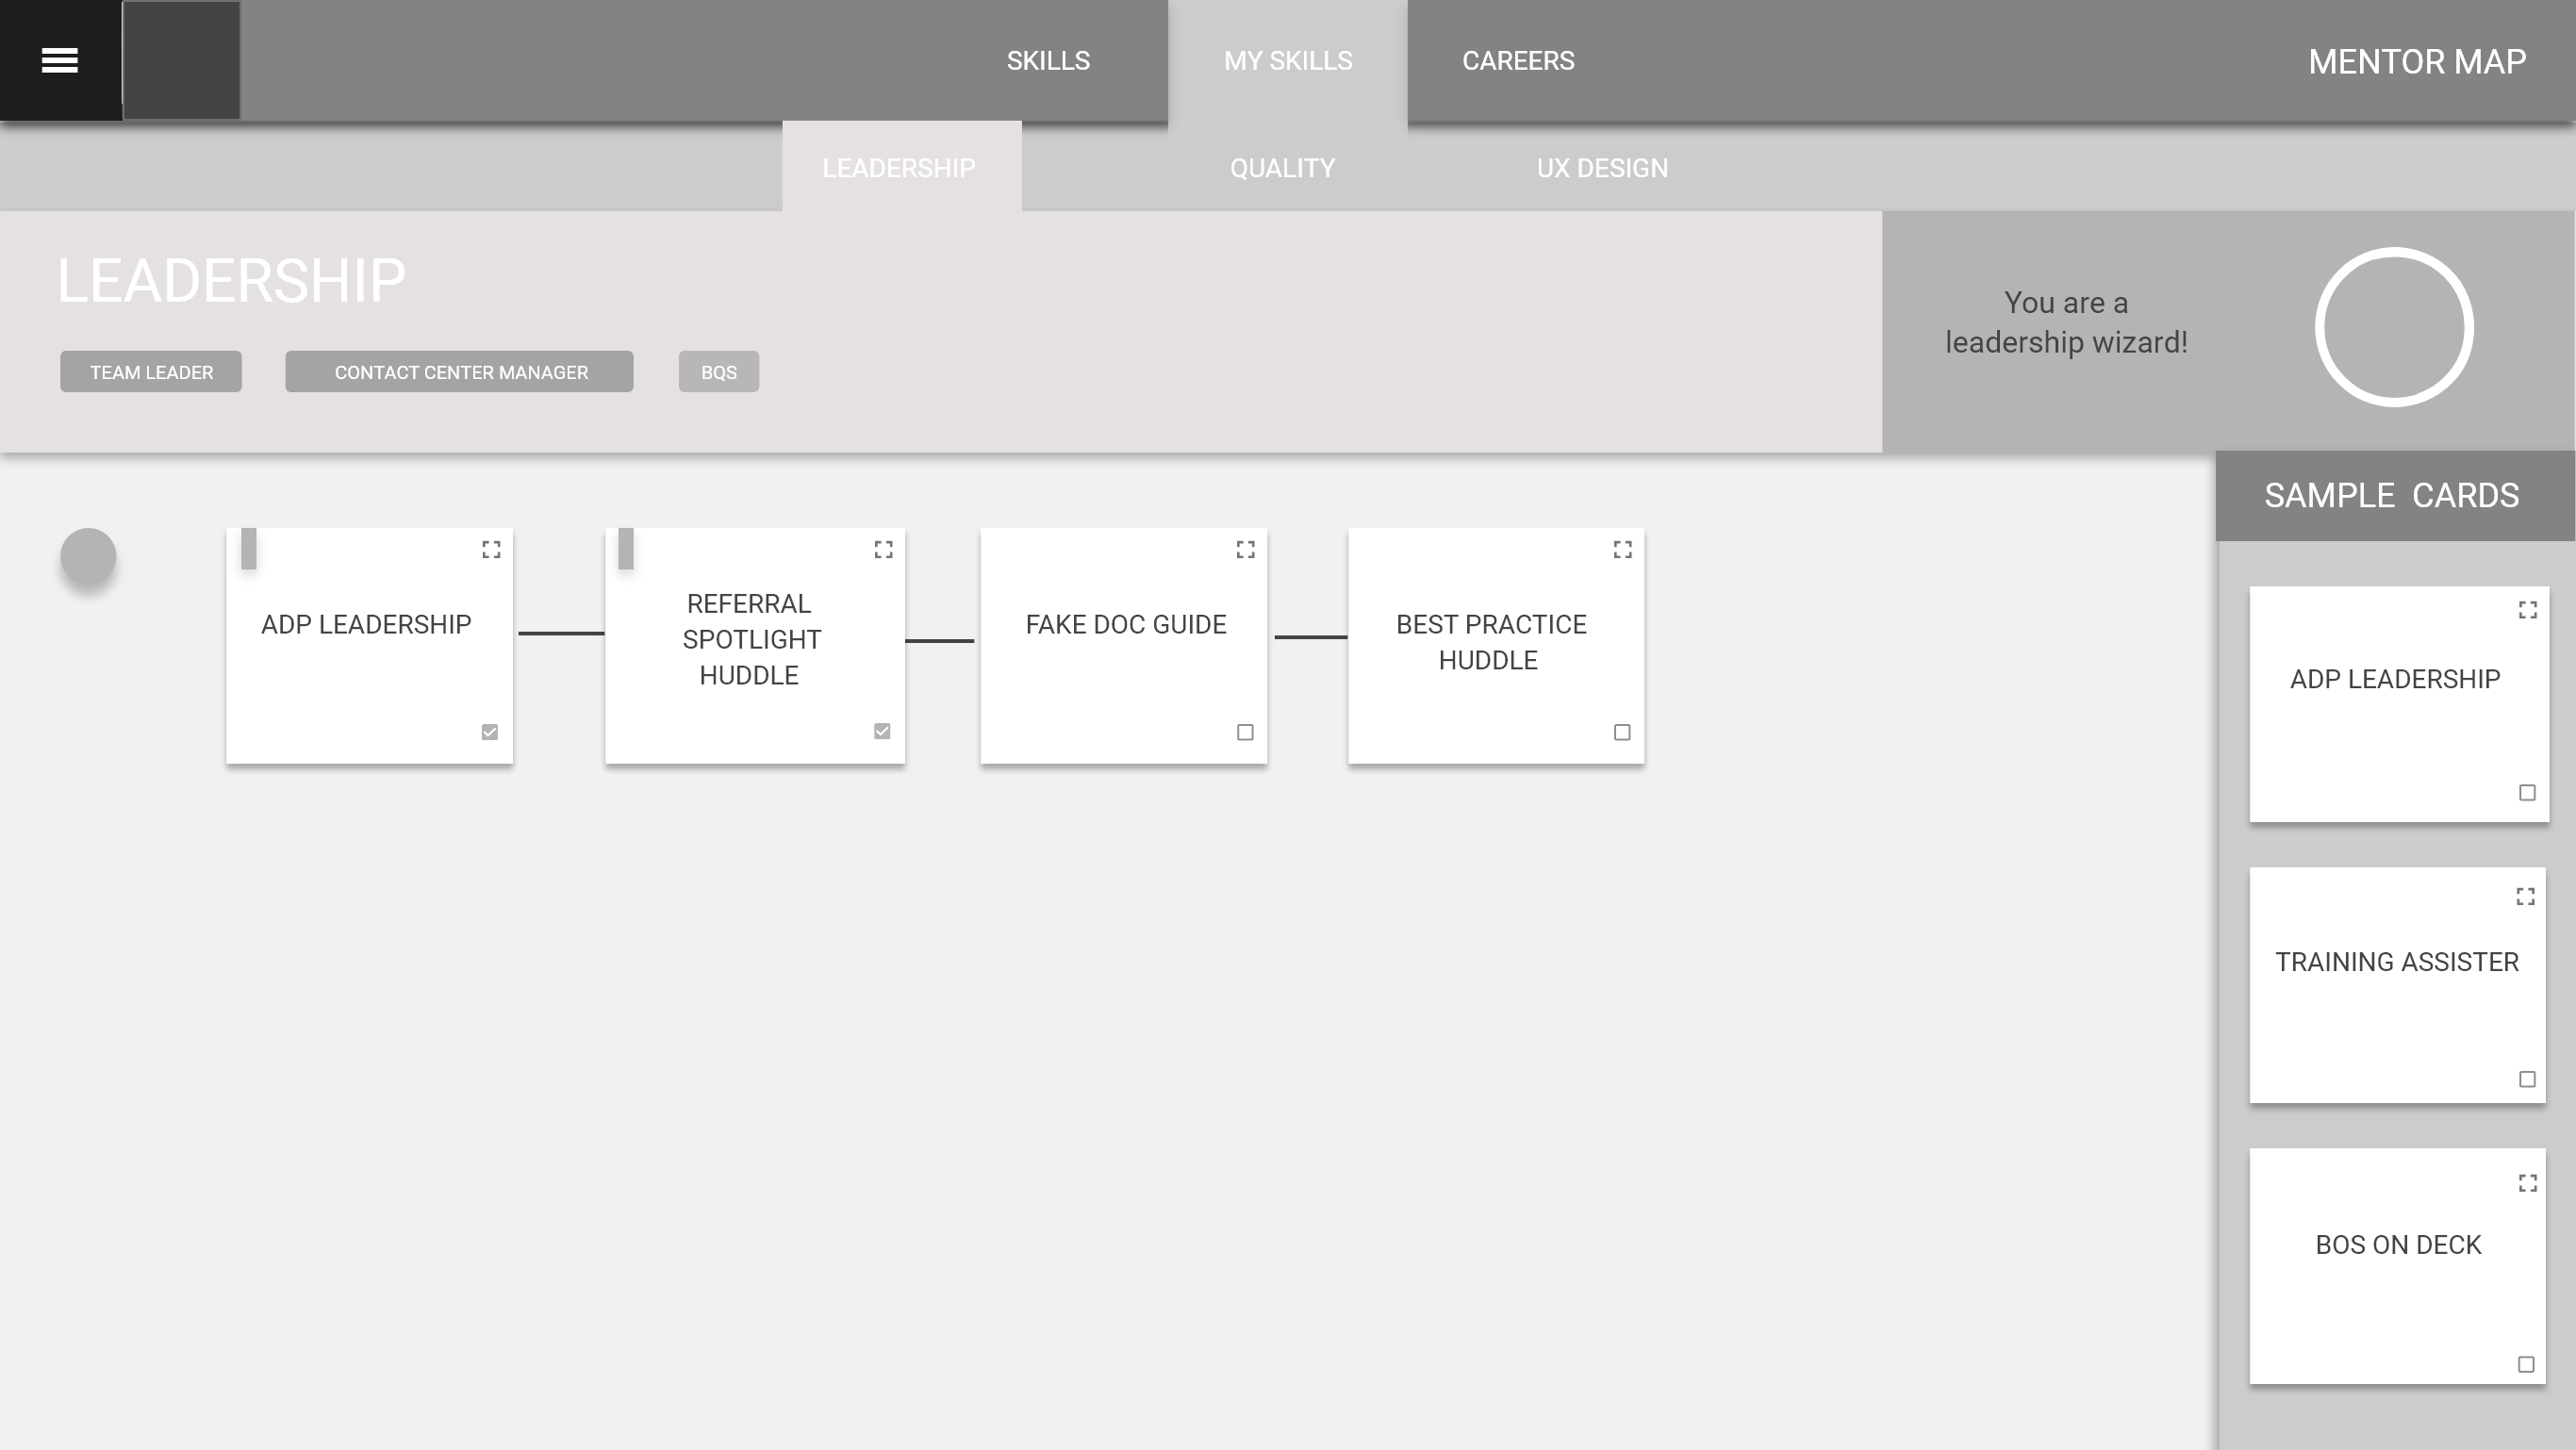 SKILLS
MY SKILLS
CAREERS
MENTOR MAP
LEADERSHIP
QUALITY
UX DESIGN
LEADERSHIP
TEAM LEADER
CONTACT CENTER MANAGER
BQS
You are a
leadership wizard!
SAMPLE CARDS
ADP LEADERSHIP
REFERRAL
SPOTLIGHT
HUDDLE
FAKE DOC GUIDE
BEST PRACTICE
HUDDLE
ADP LEADERSHIP
TRAINING ASSISTER
BOS ON DECK